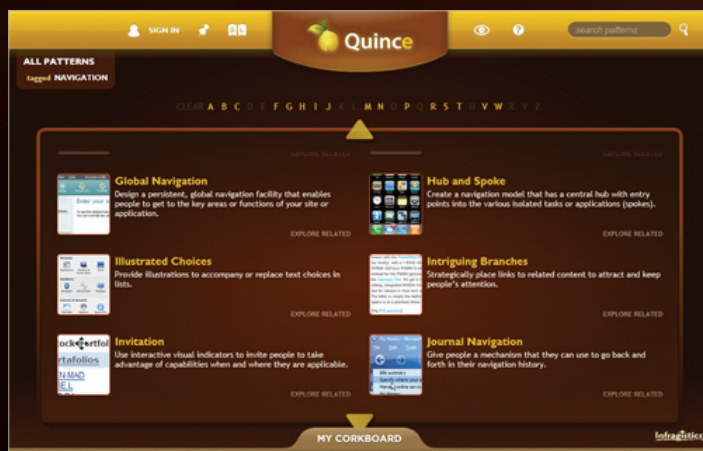 SIGN IN
Quince
search patterns
ALL PATTERNS
tagged NAVIGATION
CLEAR A B C D E F G H I J K L M N O P Q R S T U V W X Y Z
EXPLORE RELATED
EXPLORE RELATED
Global Navigation
Design a persistent, global navigation facility that enables
people to get to the key areas or functions of your site or
application.
EXPLORE RELATED
Hub and Spoke
Create a navigation model that has a central hub with entry
points into the various isolated tasks or applications (spokes).
EXPLORE RELATED
Illustrated Choices
Provide illustrations to accompany or replace text choices in
lists.
EXPLORE RELATED
Intriguing Branches
Strategically place links to related content to attract and keep
people's attention.
EXPLORE RELATED
Invitation
Use interactive visual indicators to invite people to take
advantage of capabilities when and where they are applicable.
EXPLORE RELATED
Journal Navigation
Give people a mechanism that they can use to go back and
forth in their navigation history.
EXPLORE RELATED
MY CORKBOARD
Infragistics